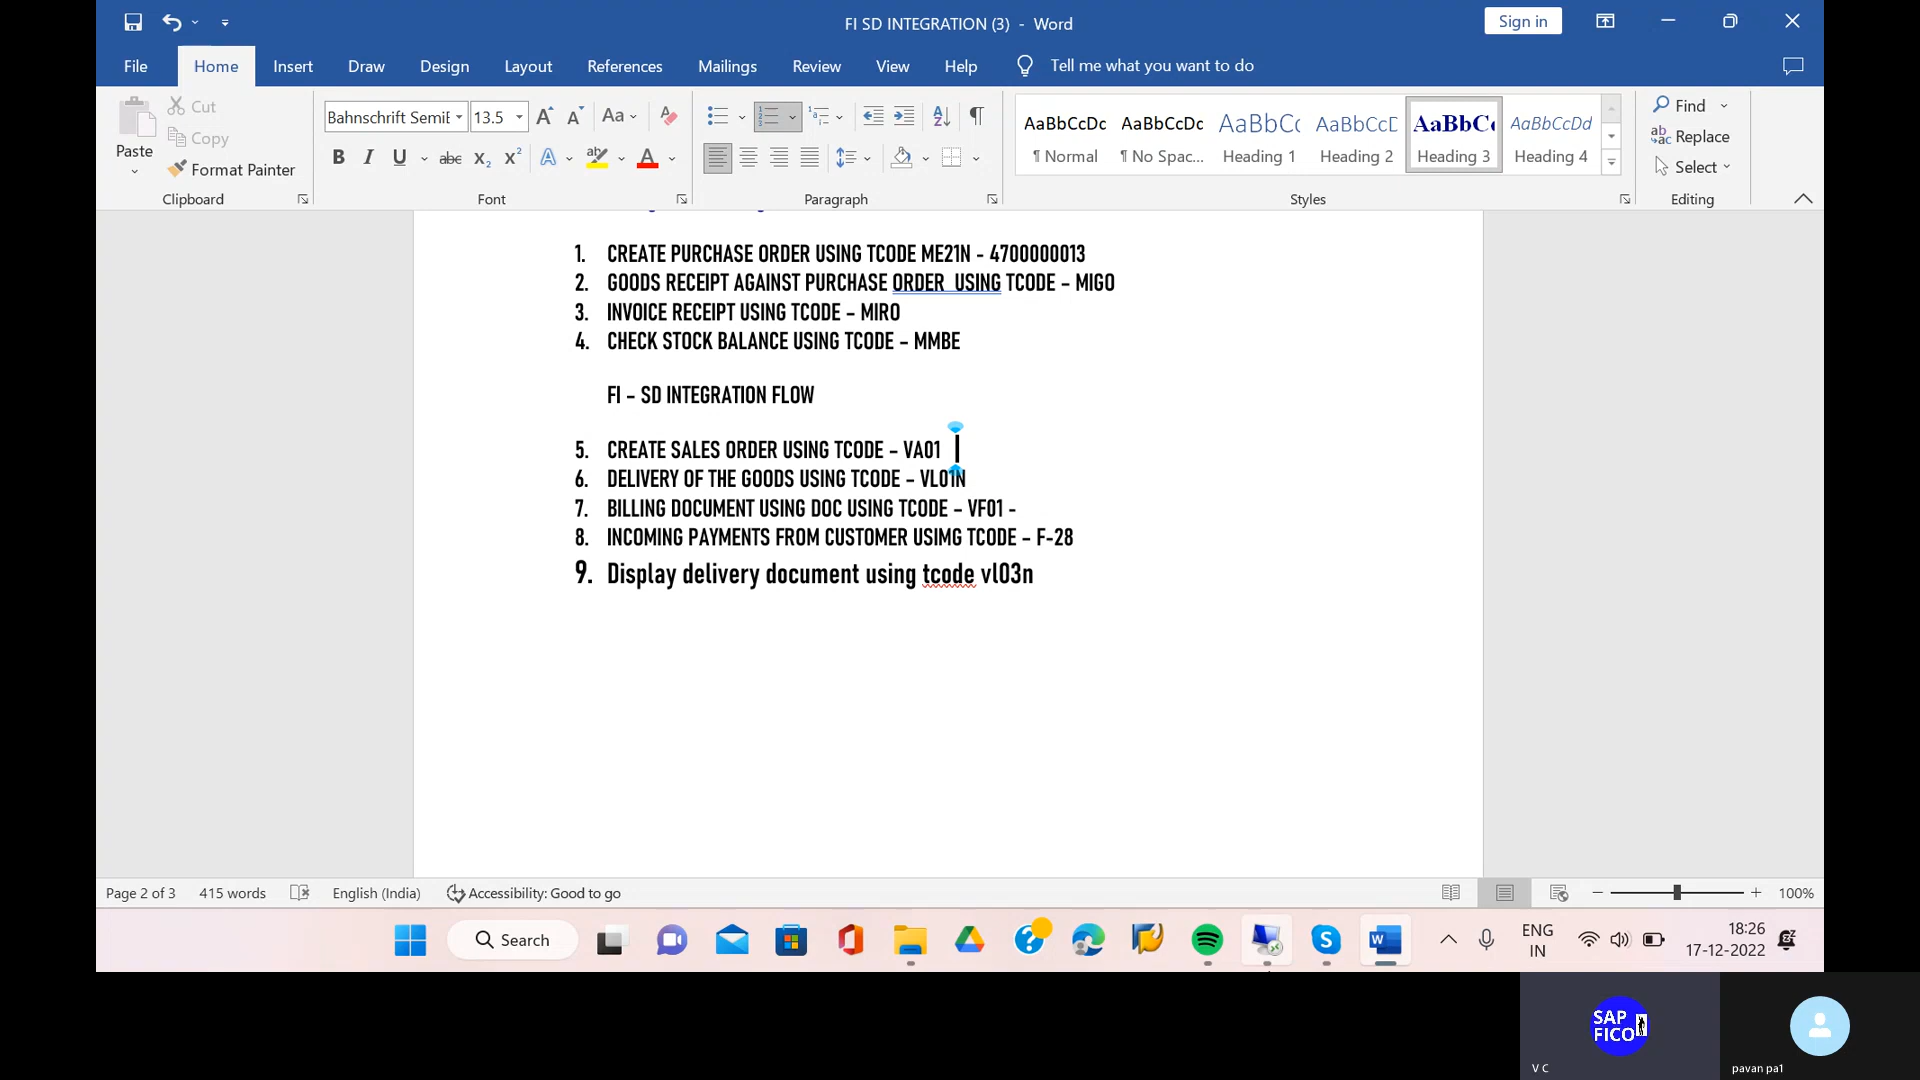 FI SD INTEGRATION (3) - Word
Sign in
File Home Insert Draw Design Layout References Mailings Review View Help Tell me what you want to do
Paste
Cut
Copy
Format Painter
Clipboard
Bahnschrift Semil 13.5
Font
Paragraph
AaBbCcDc ¶ Normal
AaBbCcDc ¶ No Spac...
AaBbCc Heading 1
AaBbCcD Heading 2
AaBbCc Heading 3
AaBbCcDd Heading 4
Styles
Find
Replace
Select
Editing
1. CREATE PURCHASE ORDER USING TCODE ME21N - 4700000013
2. GOODS RECEIPT AGAINST PURCHASE ORDER USING TCODE – MIGO
3. INVOICE RECEIPT USING TCODE – MIRO
4. CHECK STOCK BALANCE USING TCODE – MMBE
FI – SD INTEGRATION FLOW
5. CREATE SALES ORDER USING TCODE – VA01
6. DELIVERY OF THE GOODS USING TCODE – VL01N
7. BILLING DOCUMENT USING DOC USING TCODE – VF01 -
8. INCOMING PAYMENTS FROM CUSTOMER USIMG TCODE – F-28
9. Display delivery document using tcode vl03n
Page 2 of 3 415 words English (India) Accessibility: Good to go 100%
Search
ENG
IN
18:26
17-12-2022
SAP
FICO
V C
pavan pa1